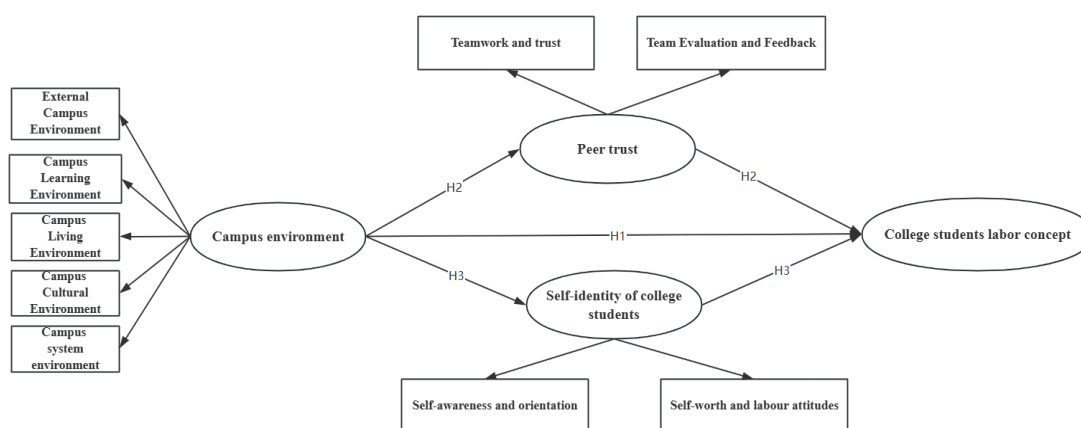 Teamwork and trust
Team Evaluation and Feedback
External
Campus
Environment
Campus
Learning
Environment
Campus
Living
Environment
Campus
Cultural
Environment
Campus
system
environment
Campus environment
Peer trust
H2
H2
H1
College students labor concept
H3
H3
Self-identity of college
students
Self-awareness and orientation
Self-worth and labour attitudes